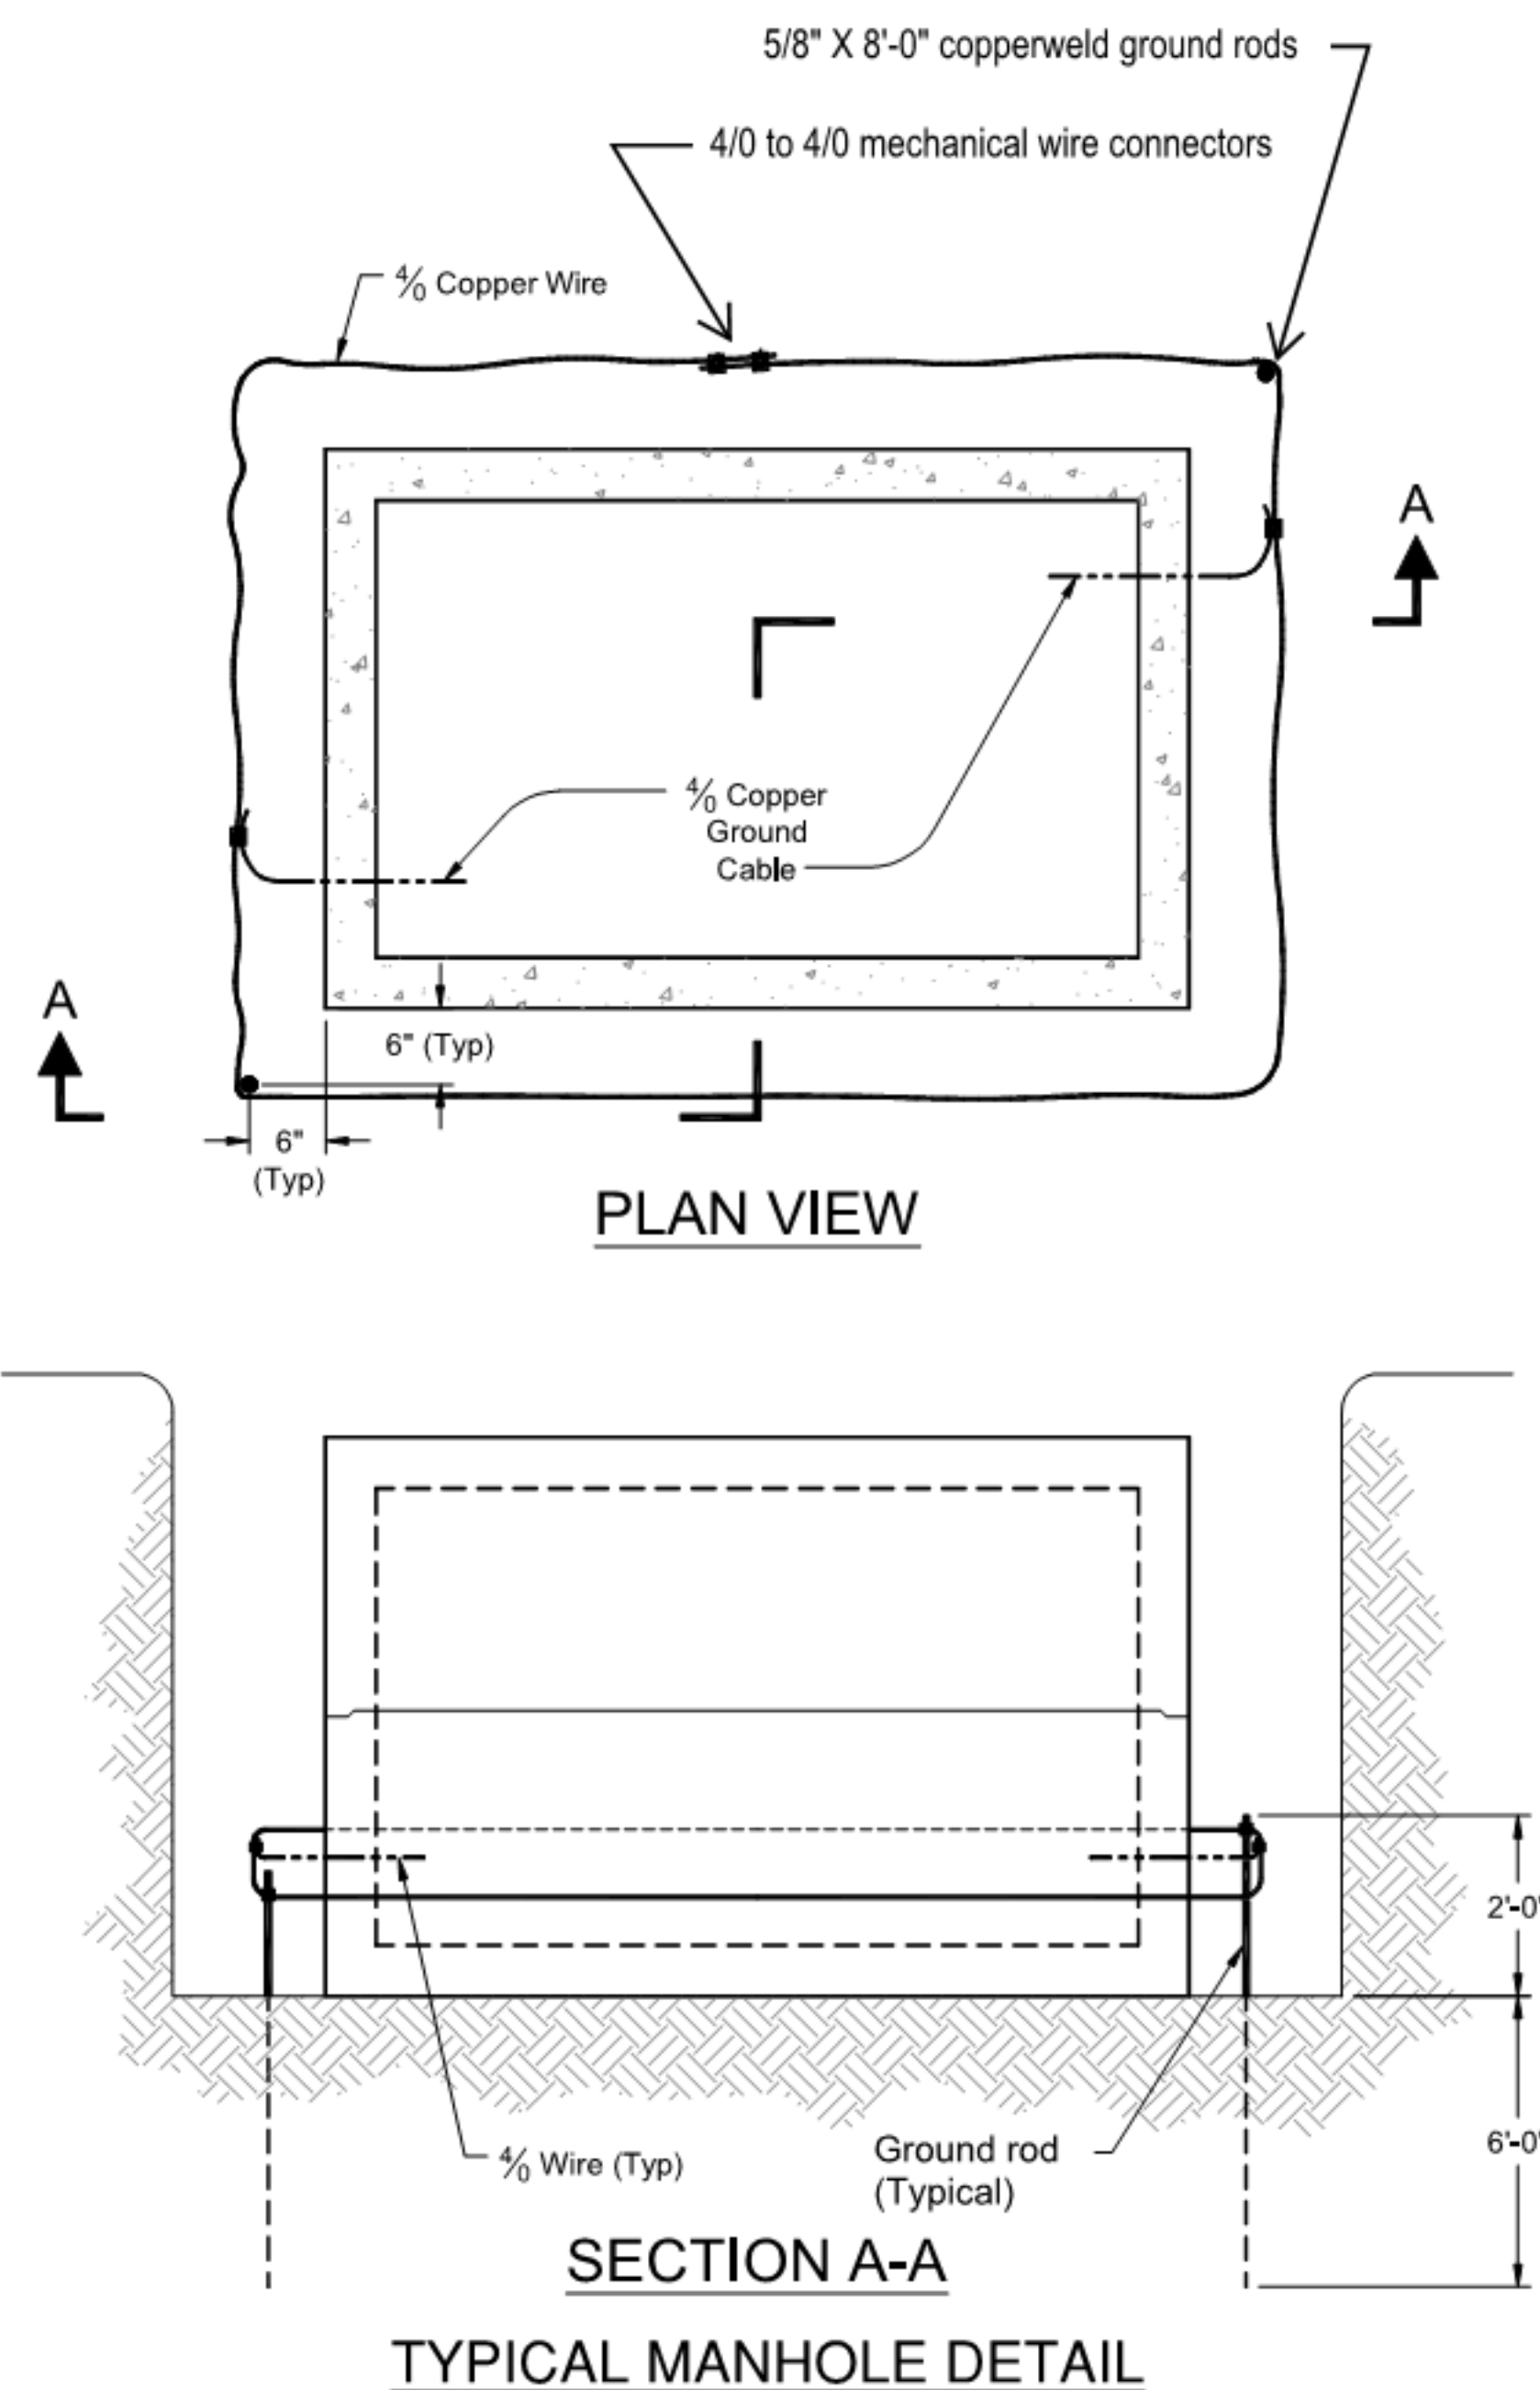 5/8" X 8'-0" copperweld ground rods
4/0 to 4/0 mechanical wire connectors
4/0 Copper Wire
A
4/0 Copper
Ground
Cable
A
6" (Typ)
6"
(Typ)
PLAN VIEW
2'-0"
6'-0"
4/0 Wire (Typ)
Ground rod
(Typical)
SECTION A-A
TYPICAL MANHOLE DETAIL